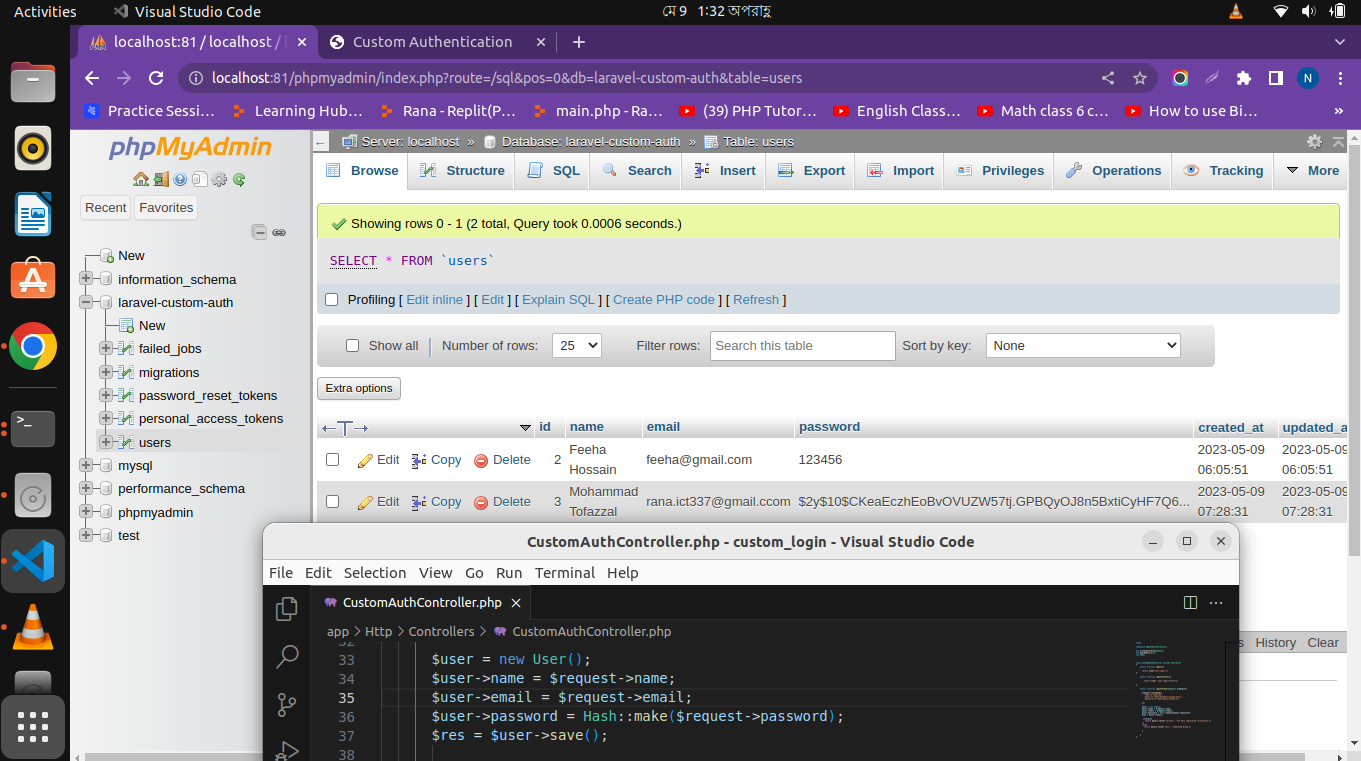 Activities Visual Studio Code মে 9 1:32 অপরাহ্ণ
localhost:81 / localhost / l Custom Authentication
localhost:81/phpmyadmin/index.php?route=/sql&pos=0&db=laravel-custom-auth&table=users N
Practice Sessi... Learning Hub... Rana - Replit(P... main.php - Ra... (39) PHP Tutor... English Class... Math class 6 c... How to use Bi... »
phpMyAdmin
Recent Favorites
New
information_schema
laravel-custom-auth
New
failed_jobs
migrations
password_reset_tokens
personal_access_tokens
users
mysql
performance_schema
phpmyadmin
test
Server: localhost » Database: laravel-custom-auth » Table: users
Browse Structure SQL Search Insert Export Import Privileges Operations Tracking More
Showing rows 0 - 1 (2 total, Query took 0.0006 seconds.)
SELECT * FROM `users`
Profiling [ Edit inline ] [ Edit ] [ Explain SQL ] [ Create PHP code ] [ Refresh ]
Show all Number of rows: 25 Filter rows: Search this table Sort by key: None
Extra options
id name email password created_at updated_a
Edit Copy Delete 2 Feeha Hossain feeha@gmail.com 123456 2023-05-09 06:05:51 2023-05-09 06:05:51
Edit Copy Delete 3 Mohammad Tofazzal rana.ict337@gmail.ccom $2y$10$CKeaEczhEoBvOVUZW57tj.GPBQyOJ8n5BxtiCyHF7Q6... 2023-05-09 07:28:31 2023-05-09 07:28:31
s History Clear
CustomAuthController.php - custom_login - Visual Studio Code
File Edit Selection View Go Run Terminal Help
CustomAuthController.php
app > Http > Controllers > CustomAuthController.php
33 $user = new User();
34 $user->name = $request->name;
35 $user->email = $request->email;
36 $user->password = Hash::make($request->password);
37 $res = $user->save();
38